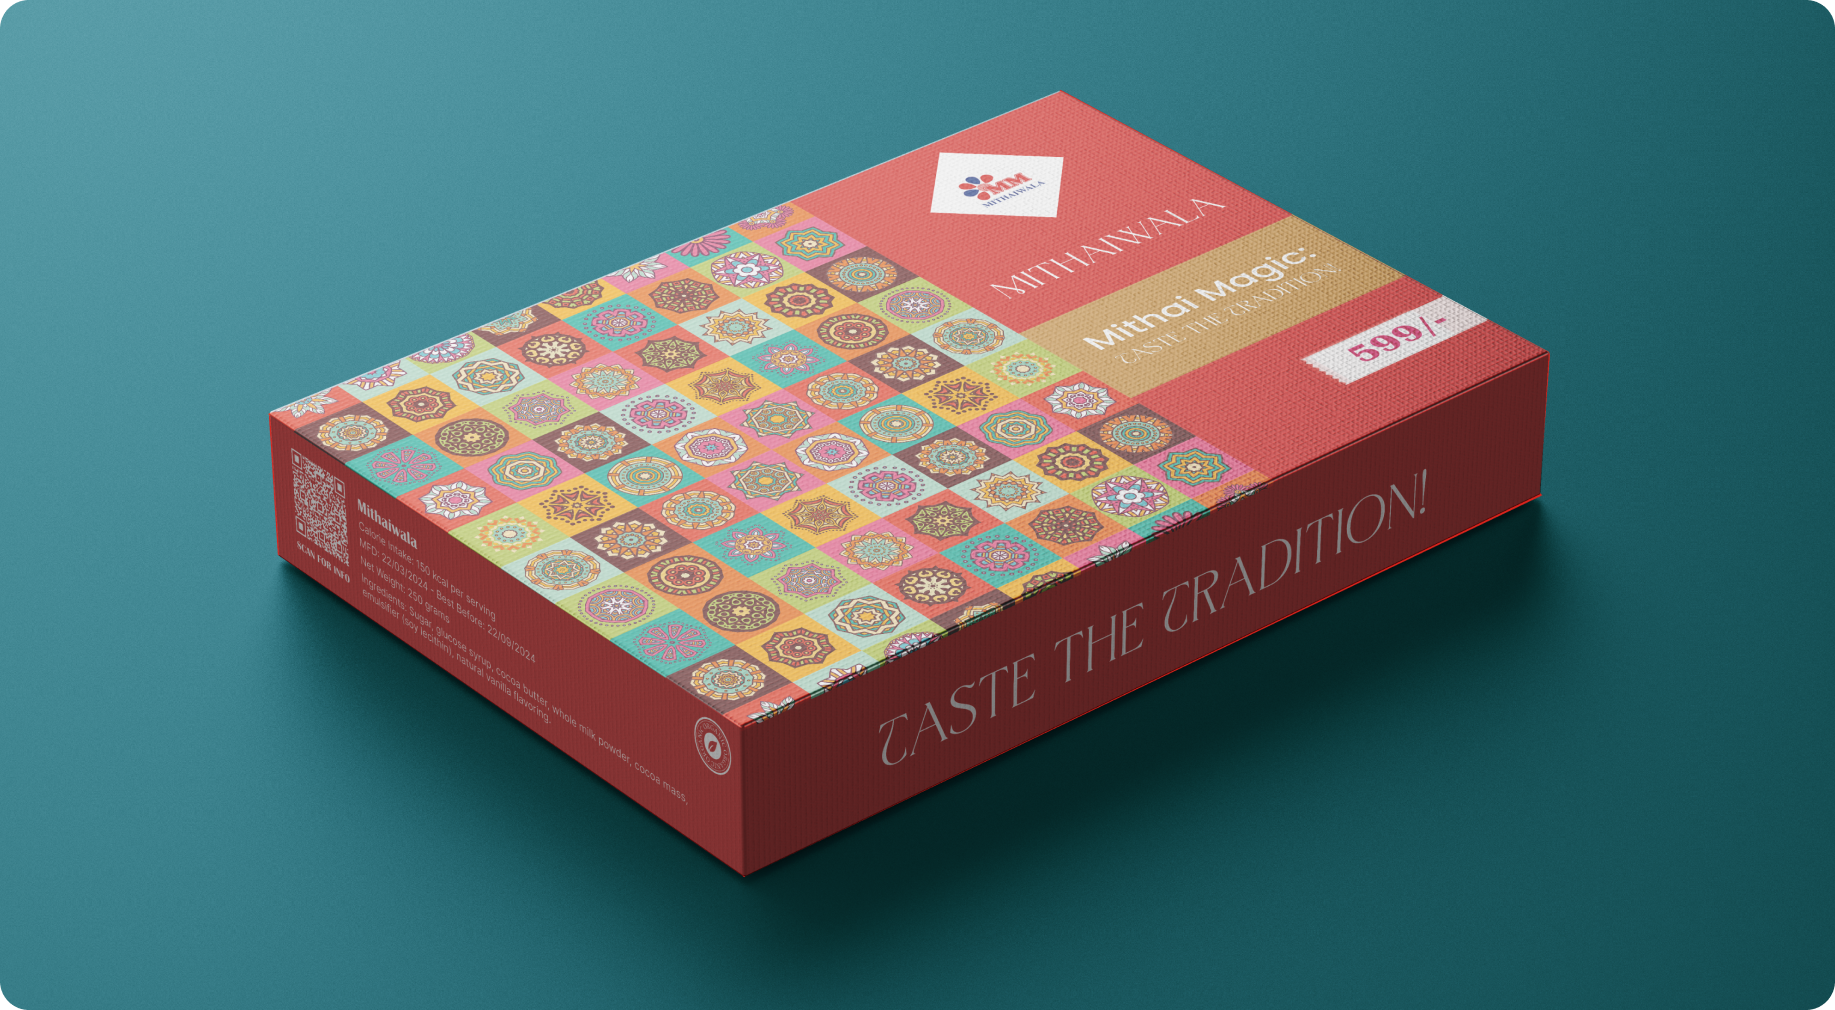 MM
MITHAIWALA
MITHAIWALA
Mithai Magic:
TASTE THE TRADITION!
599/-
TASTE THE TRADITION!
SCAN FOR INFO
Mithaiwala
Calorie Intake: 150 kcal per serving
MFD: 22/03/2024 - Best Before: 22/09/2024
Net Weight: 250 grams
Ingredients: Sugar, glucose syrup, cocoa butter, whole milk powder, cocoa mass,
emulsifier (soy lecithin), natural vanilla flavoring.